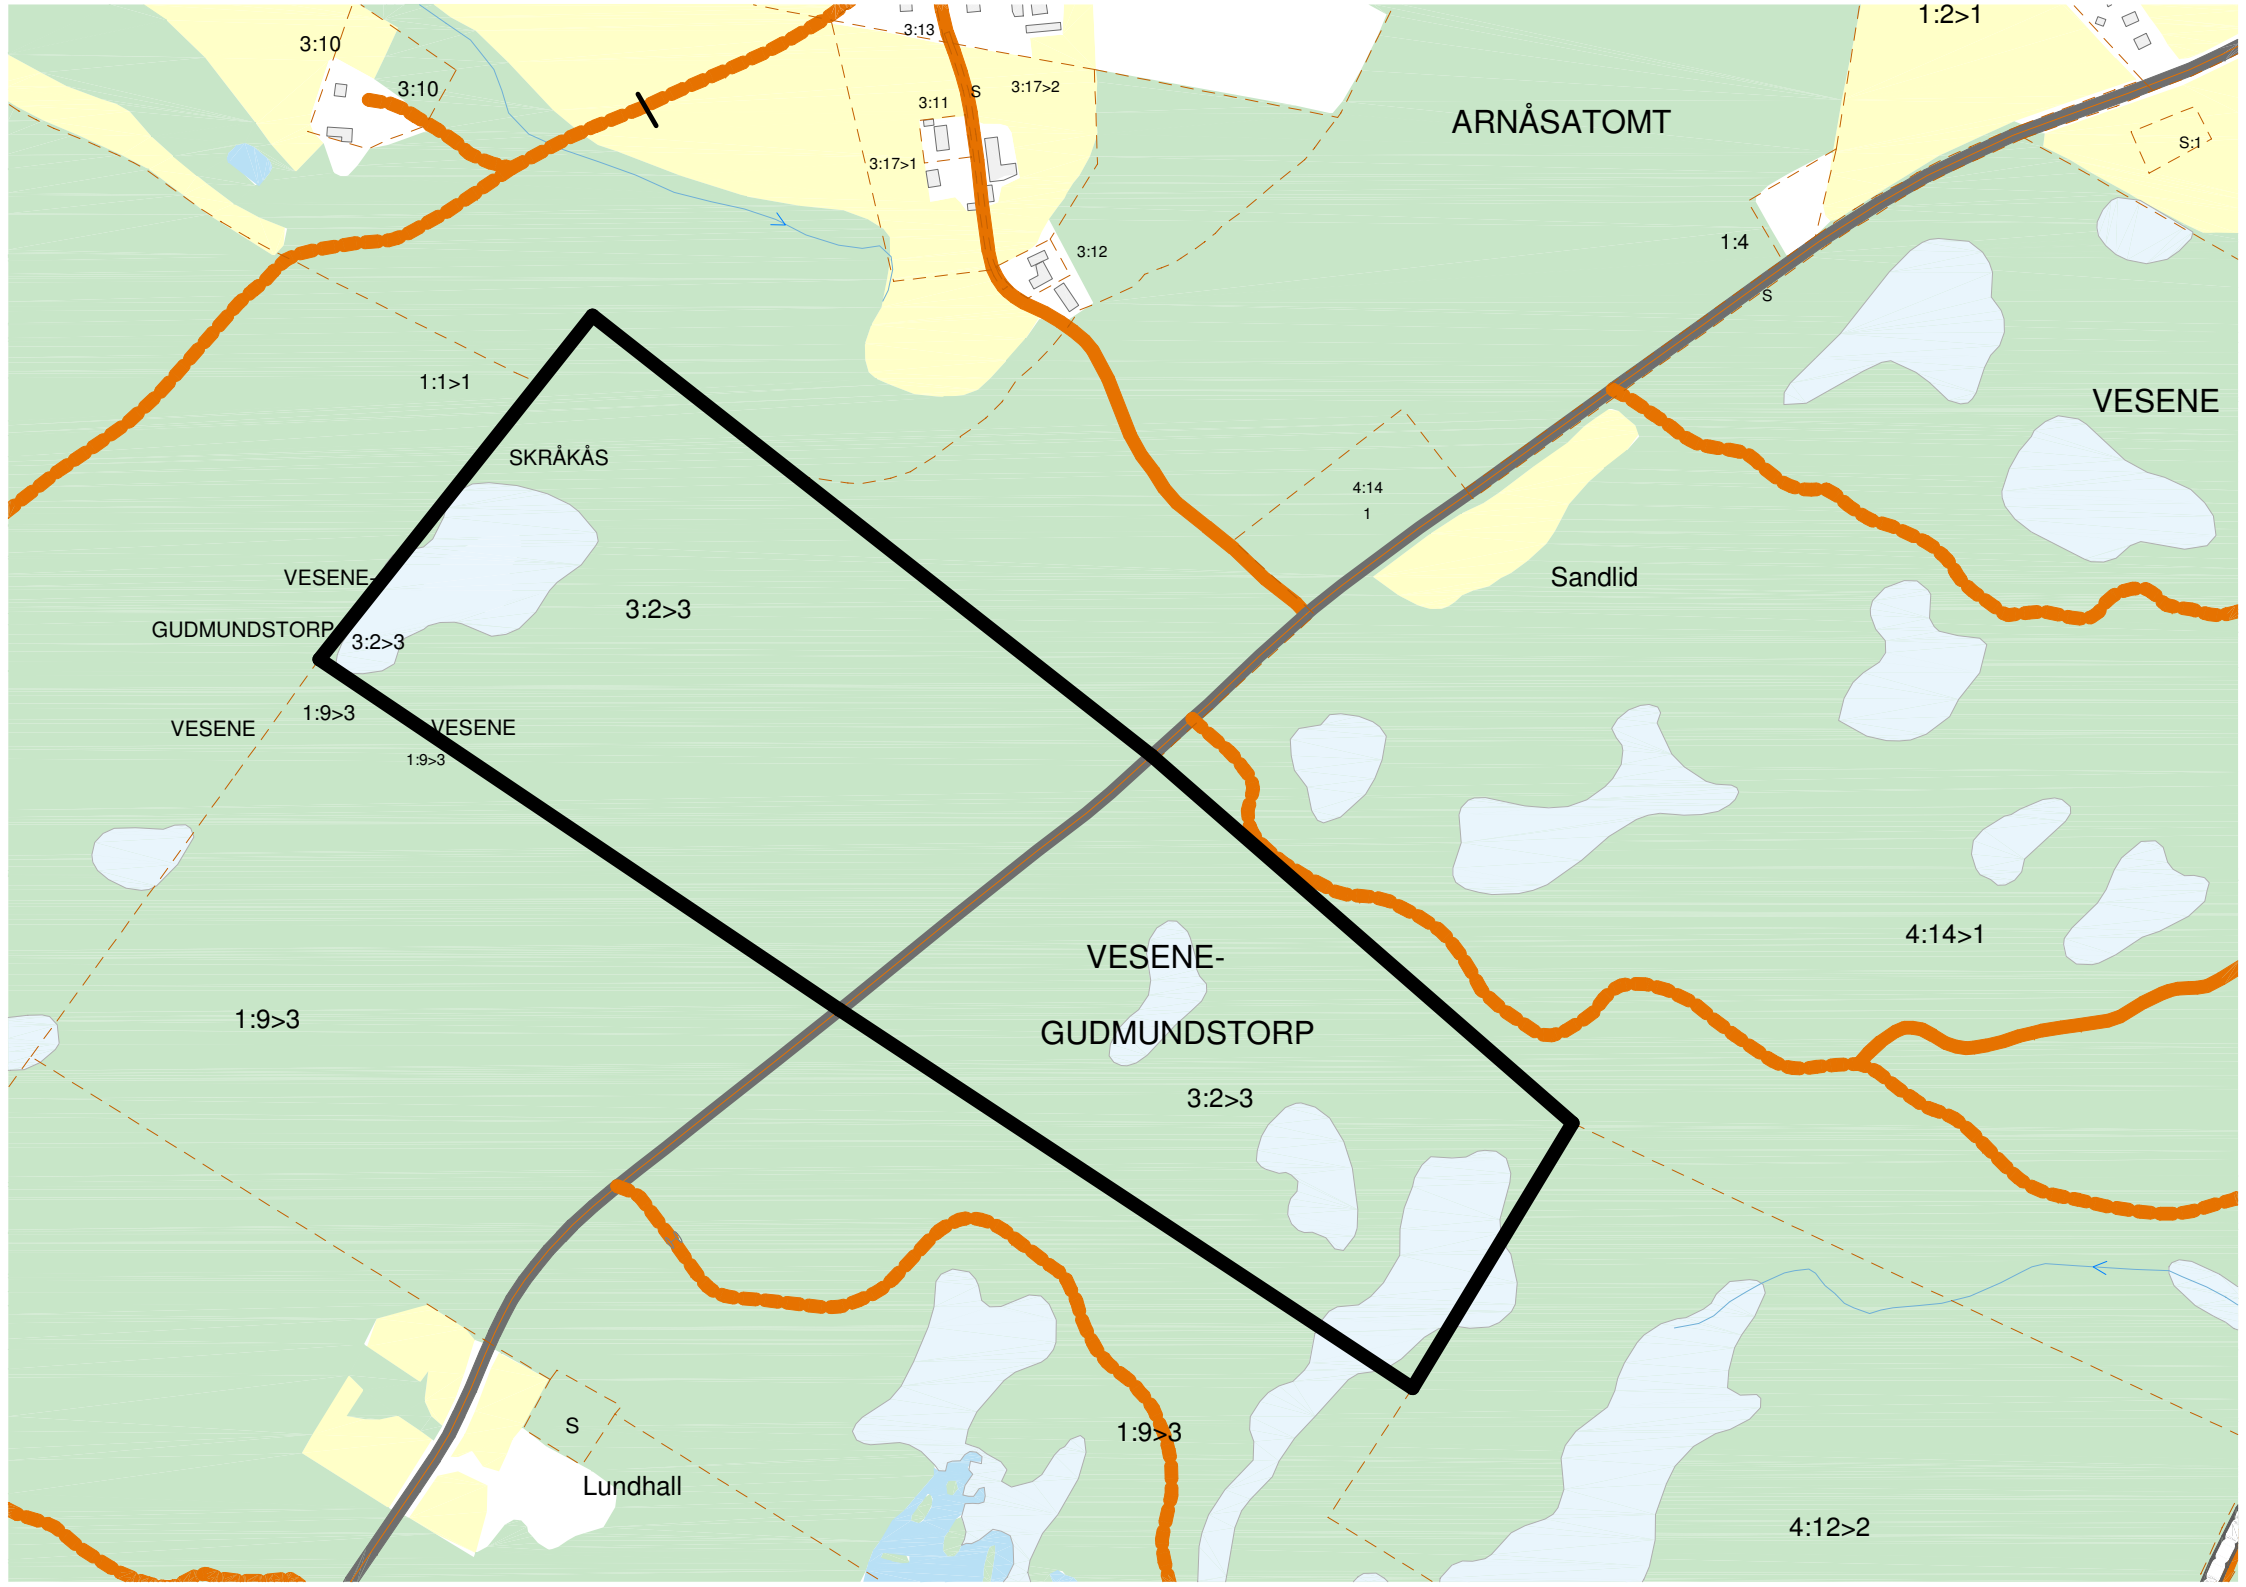 1:2>1
3:13
3:10
3:10
3:17>2
S
3:11
ARNÅSATOMT
S:1
3:17>1
1:4
3:12
S
1:1>1
VESENE
SKRÅKÅS
4:14
1
VESENE-
Sandlid
3:2>3
GUDMUNDSTORP
3:2>3
1:9>3
VESENE
VESENE
1:9>3
4:14>1
VESENE-
1:9>3
GUDMUNDSTORP
3:2>3
S
1:9>3
Lundhall
4:12>2